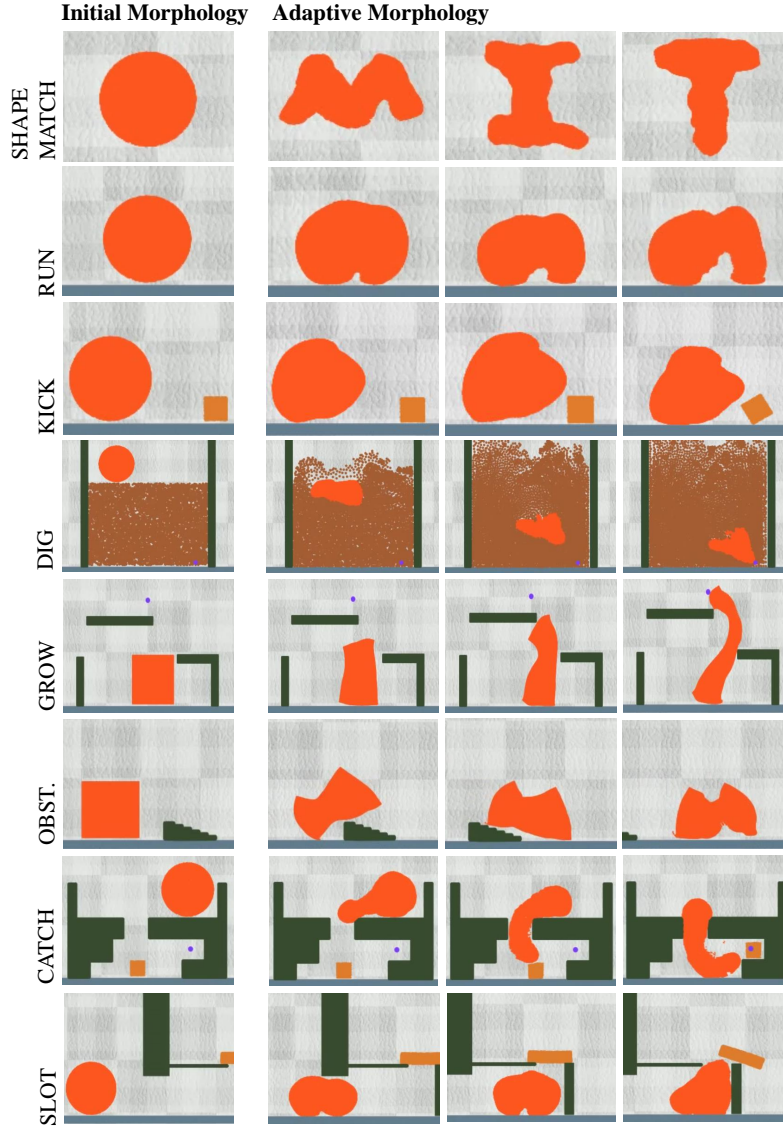 Initial Morphology Adaptive Morphology
SHAPE
MATCH
RUN
KICK
DIG
GROW
OBST.
CATCH
SLOT